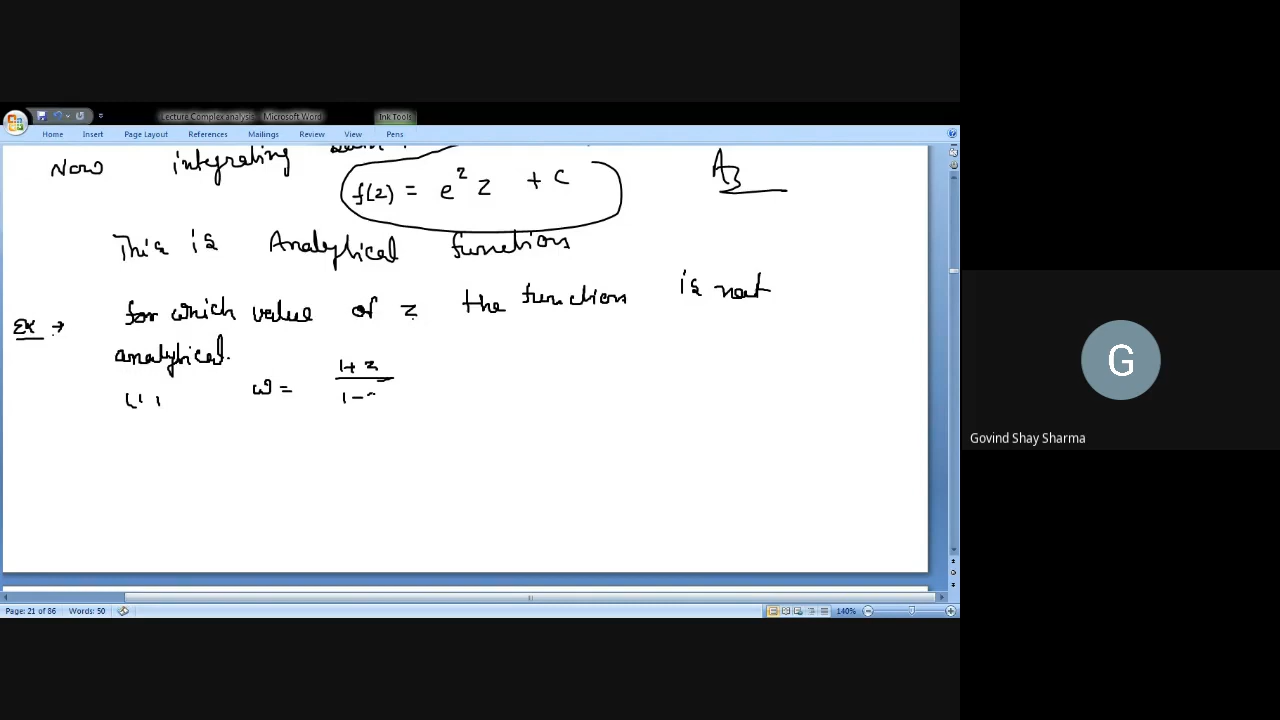 Lecture Complex analysis - Microsoft Word
Ink Tools
Home Insert Page Layout References Mailings Review View Pens
Now integrating
f(z) = e^z z + c
Ans
This is Analytical function
Ex → for which value of z the function is not
analytical.
(i) w = 1+z
1-z
G
Govind Shay Sharma
Page: 21 of 86 Words: 50 140%